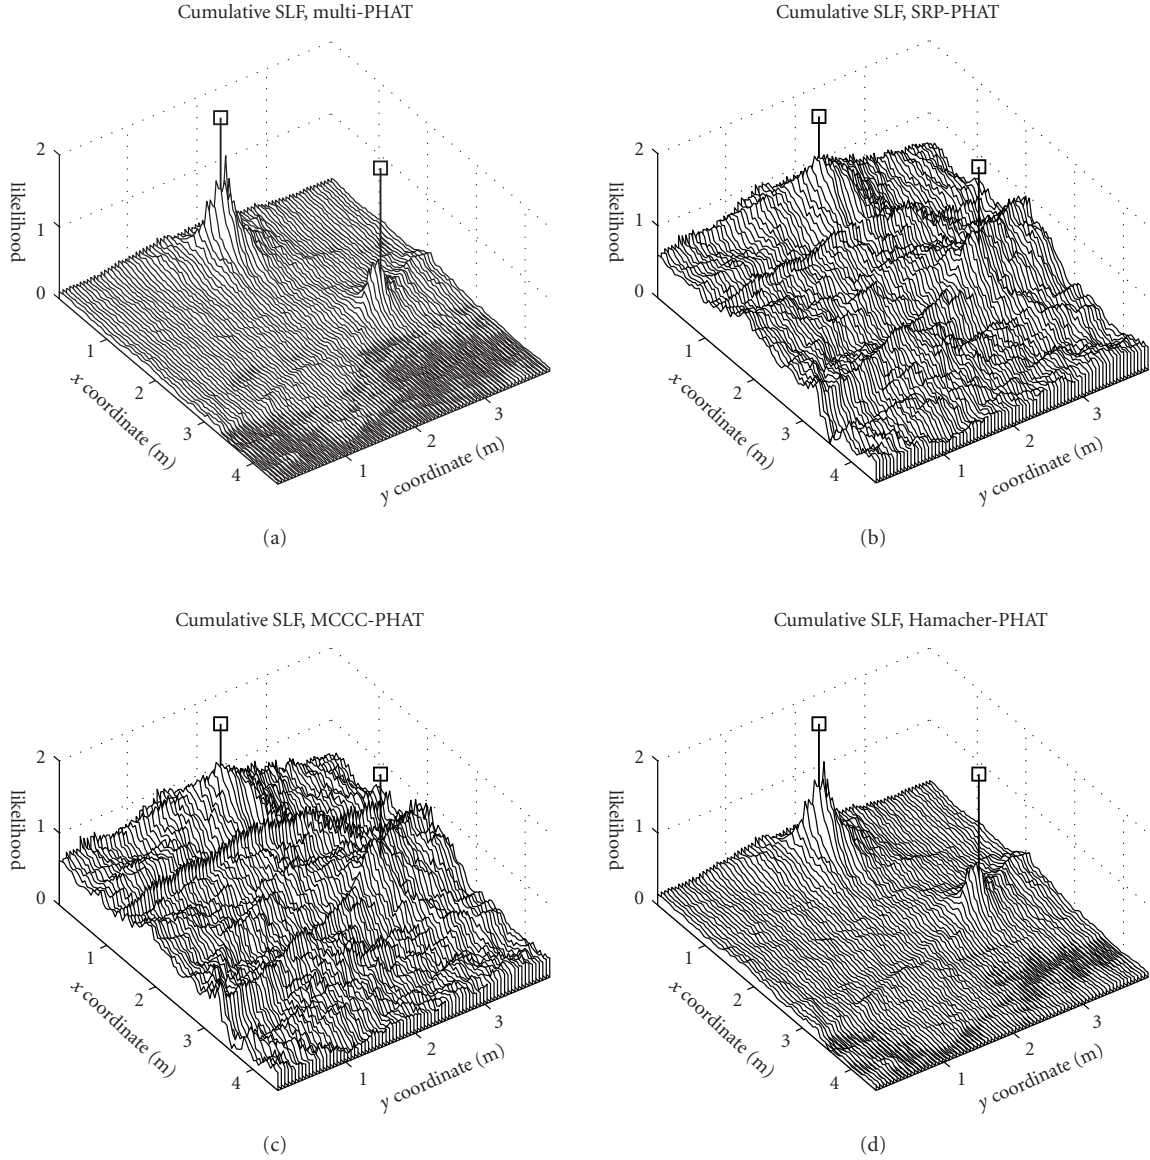 Cumulative SLF, multi-PHAT
2
1
0
likelihood
1
2
3
4
x coordinate (m)
1
2
3
y coordinate (m)
(a)
Cumulative SLF, SRP-PHAT
2
1
0
likelihood
1
2
3
4
x coordinate (m)
1
2
3
y coordinate (m)
(b)
Cumulative SLF, MCCC-PHAT
2
1
0
likelihood
1
2
3
4
x coordinate (m)
1
2
3
y coordinate (m)
(c)
Cumulative SLF, Hamacher-PHAT
2
1
0
likelihood
1
2
3
4
x coordinate (m)
1
2
3
y coordinate (m)
(d)